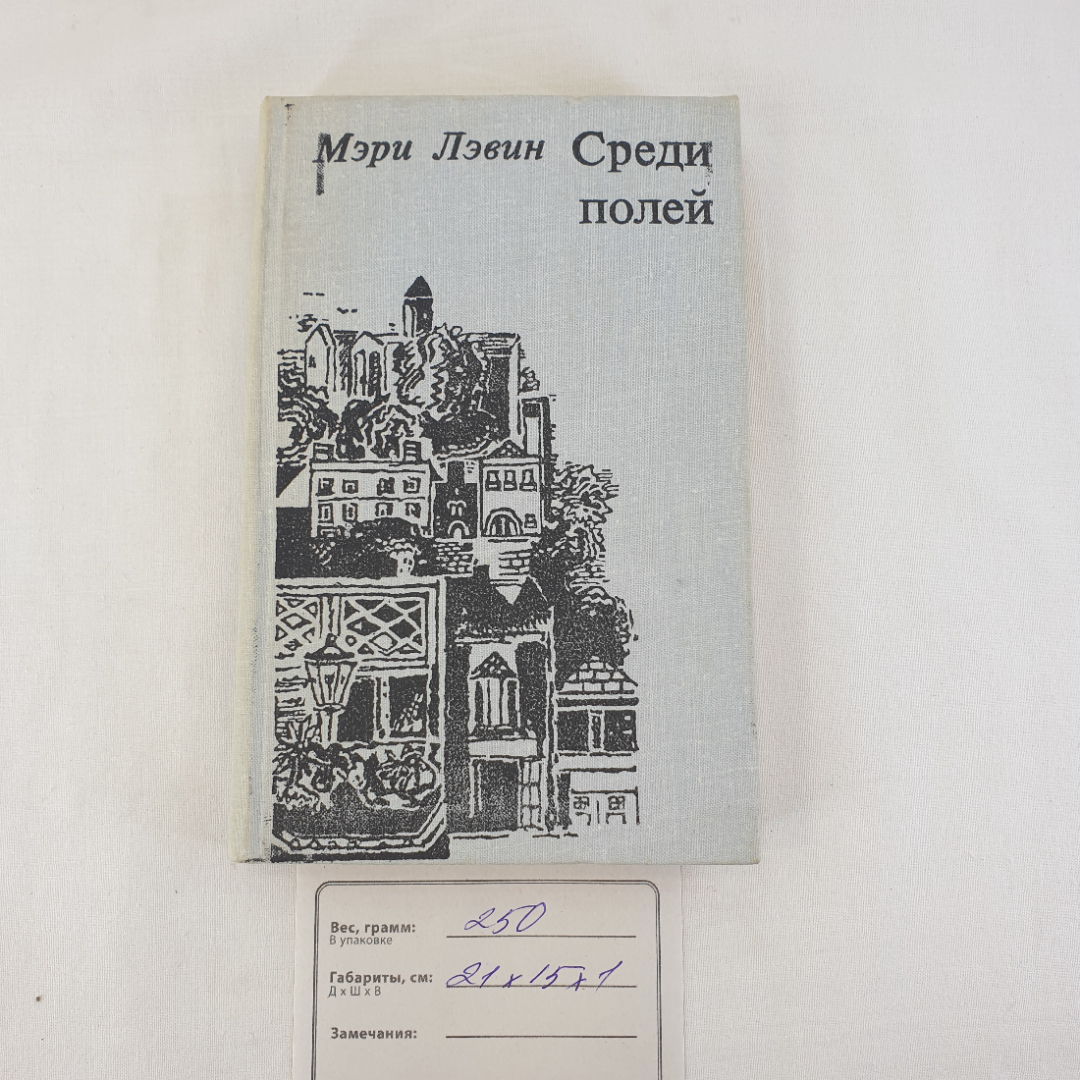 Мэри Лэвин Среди
полей
Вес, грамм: 250
В упаковке
Габариты, см: 21 x 15 x 1
Д x Ш x В
Замечания: